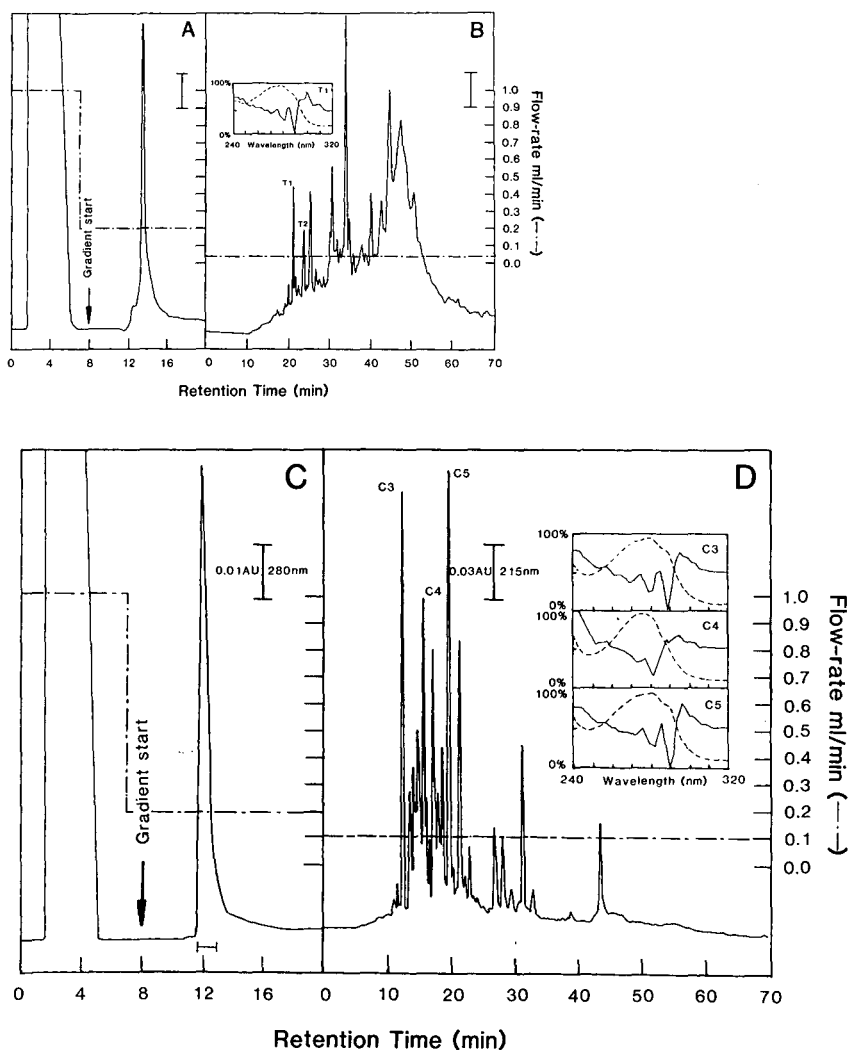 A
B
100%
0%
T1
240 Wavelength (nm) 320
T1
T2
Gradient start
1.0
0.9
0.8
0.7
0.6
0.5
0.4
0.3
0.2
0.1
0.0
Flow-rate ml/min (—·—)
0 4 8 12 16 0 10 20 30 40 50 60 70
Retention Time (min)
C
D
C3
C5
C4
0.01AU 280nm
0.03AU 215nm
100%
0%
C3
100%
0%
C4
100%
0%
C5
240 Wavelength (nm) 320
Gradient start
1.0
0.9
0.8
0.7
0.6
0.5
0.4
0.3
0.2
0.1
0.0
Flow-rate ml/min (—·—)
0 4 8 12 16 0 10 20 30 40 50 60 70
Retention Time (min)